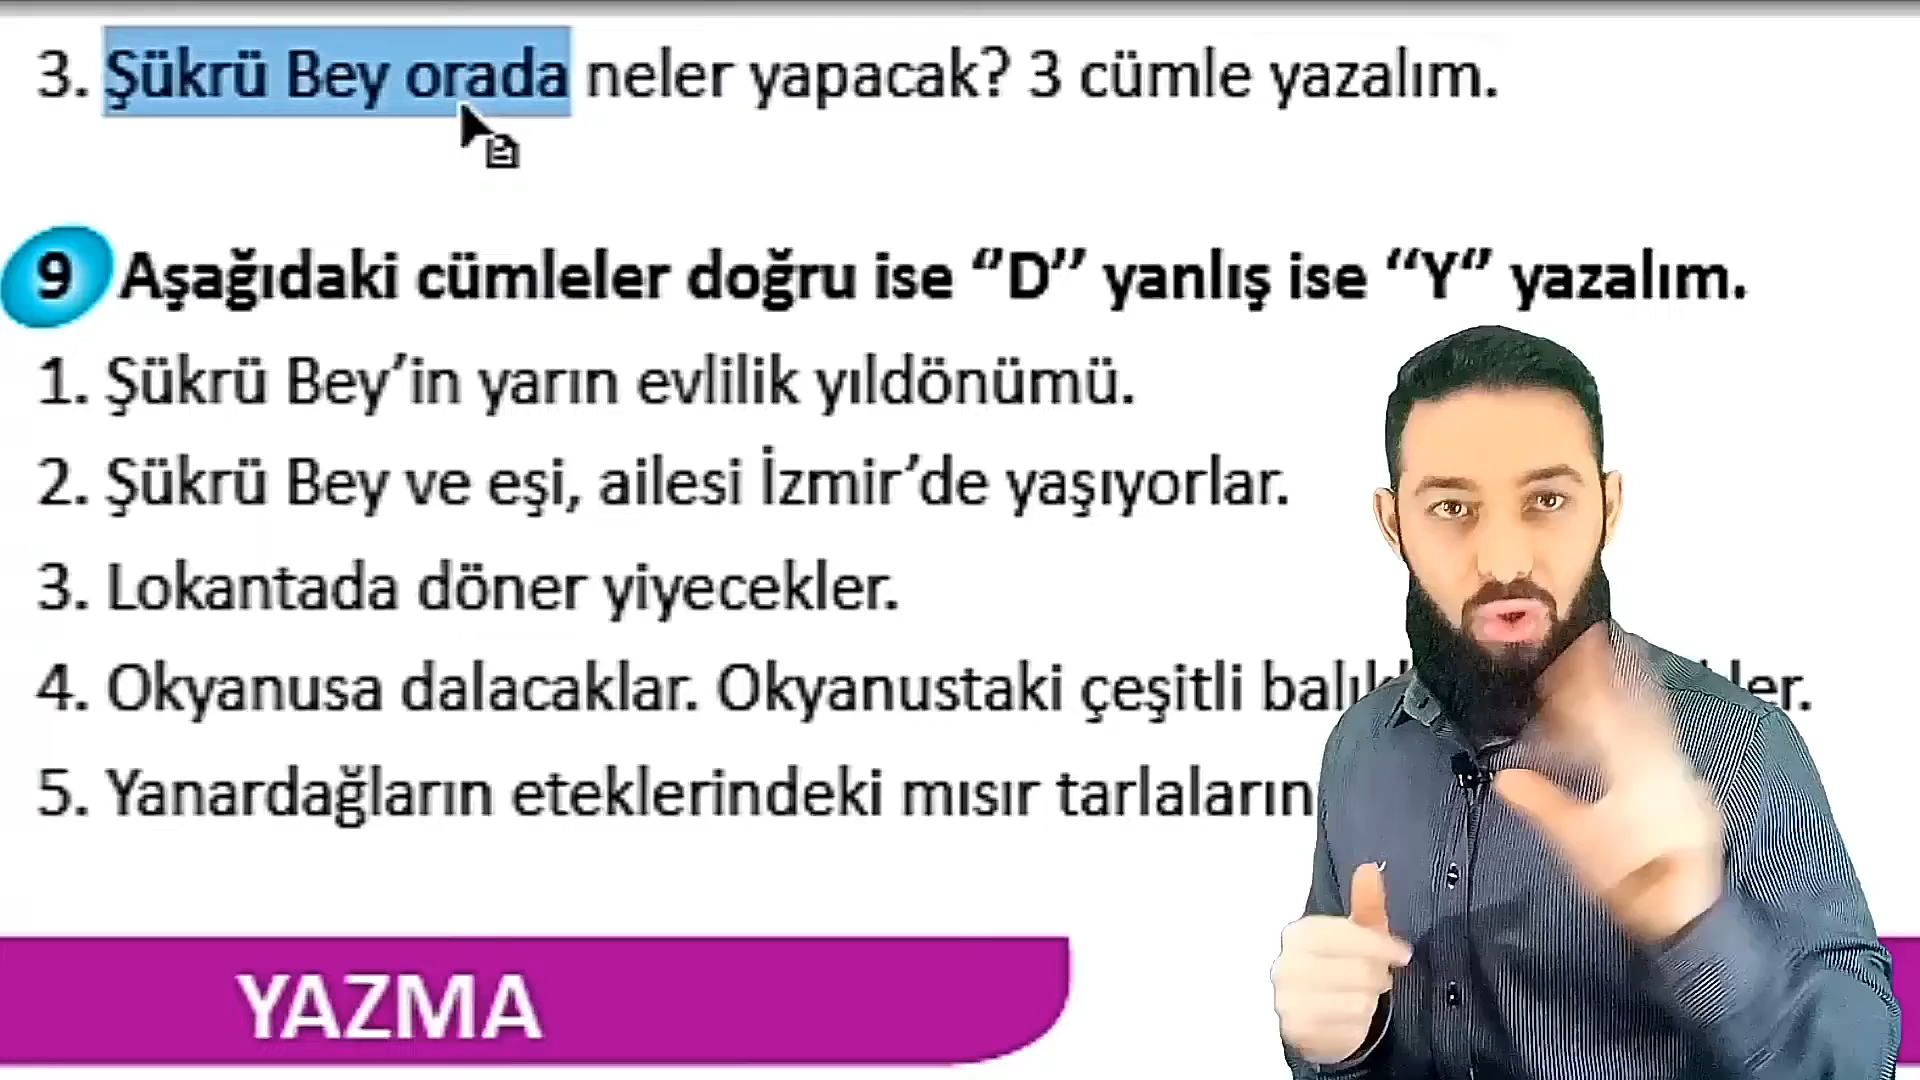 3. Şükrü Bey orada neler yapacak? 3 cümle yazalım.
9 Aşağıdaki cümleler doğru ise “D” yanlış ise “Y” yazalım.
1. Şükrü Bey’in yarın evlilik yıldönümü.
2. Şükrü Bey ve eşi, ailesi İzmir’de yaşıyorlar.
3. Lokantada döner yiyecekler.
4. Okyanusa dalacaklar. Okyanustaki çeşitli
5. Yanardağların eteklerindeki mısır
YAZMA